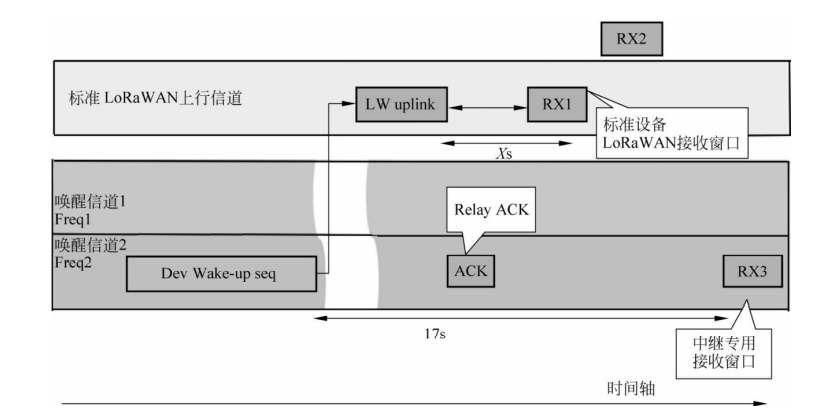 RX2
标准 LoRaWAN上行信道
LW uplink
RX1
标准设备
LoRaWAN接收窗口
Xs
唤醒信道1
Freq1
Relay ACK
唤醒信道2
Freq2
Dev Wake-up seq
ACK
RX3
17s
中继专用
接收窗口
时间轴